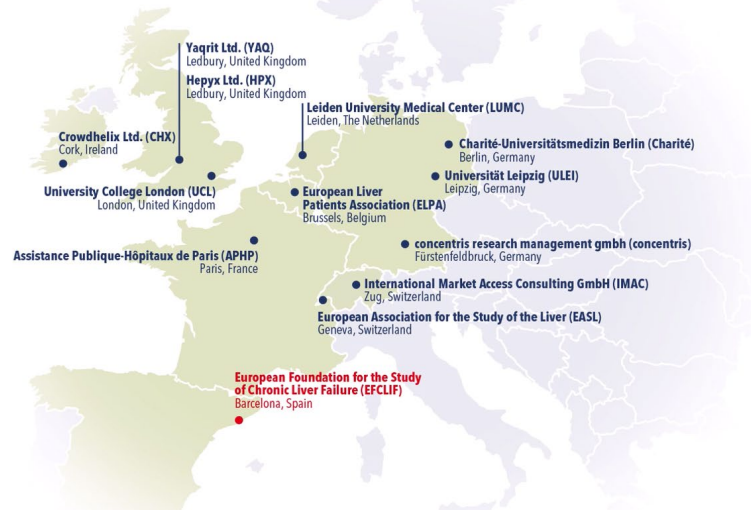 Yaqrit Ltd. (YAQ)
Ledbury, United Kingdom
Hepyx Ltd. (HPX)
Ledbury, United Kingdom
Leiden University Medical Center (LUMC)
Leiden, The Netherlands
Crowdhelix Ltd. (CHX)
Cork, Ireland
Charité-Universitätsmedizin Berlin (Charité)
Berlin, Germany
Universität Leipzig (ULEI)
Leipzig, Germany
University College London (UCL)
London, United Kingdom
European Liver
Patients Association (ELPA)
Brussels, Belgium
concentris research management gmbh (concentris)
Fürstenfeldbruck, Germany
Assistance Publique-Hôpitaux de Paris (APHP)
Paris, France
International Market Access Consulting GmbH (IMAC)
Zug, Switzerland
European Association for the Study of the Liver (EASL)
Geneva, Switzerland
European Foundation for the Study
of Chronic Liver Failure (EFCLIF)
Barcelona, Spain